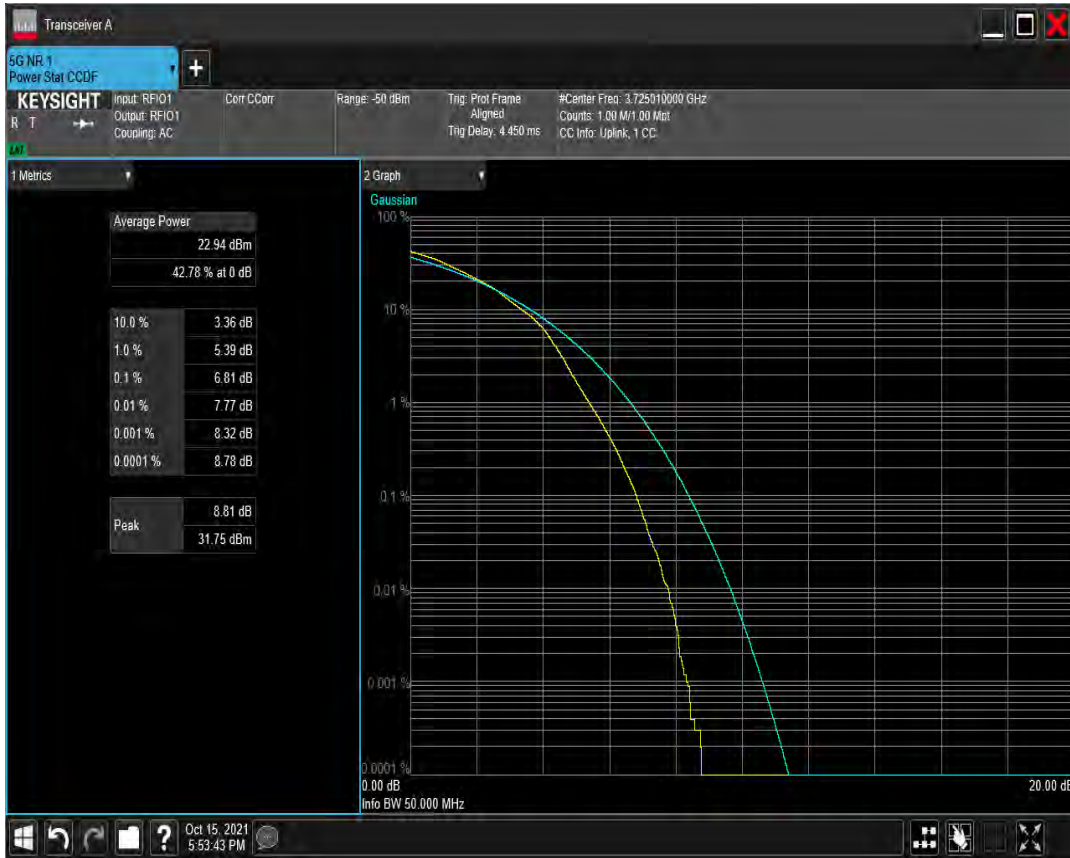 Transceiver A
5G NR 1
Power Stat CCDF
+
KEYSIGHT
R T
LXI
Input: RFIO1
Output: RFIO1
Coupling: AC
Corr CCorr
Range: -50 dBm
Trig: Prot Frame
Aligned
Trig Delay: 4.450 ms
#Center Freq: 3.725010000 GHz
Counts: 1.00 M/1.00 Mpt
CC Info: Uplink, 1 CC
1 Metrics
Average Power
22.94 dBm
42.78 % at 0 dB
10.0 % 3.36 dB
1.0 % 5.39 dB
0.1 % 6.81 dB
0.01 % 7.77 dB
0.001 % 8.32 dB
0.0001 % 8.78 dB
Peak 8.81 dB
31.75 dBm
2 Graph
Gaussian
100 %
10 %
1 %
0.1 %
0.01 %
0.001 %
0.0001 %
0.00 dB 20.00 dB
Info BW 50.000 MHz
? Oct 15, 2021
5:53:43 PM